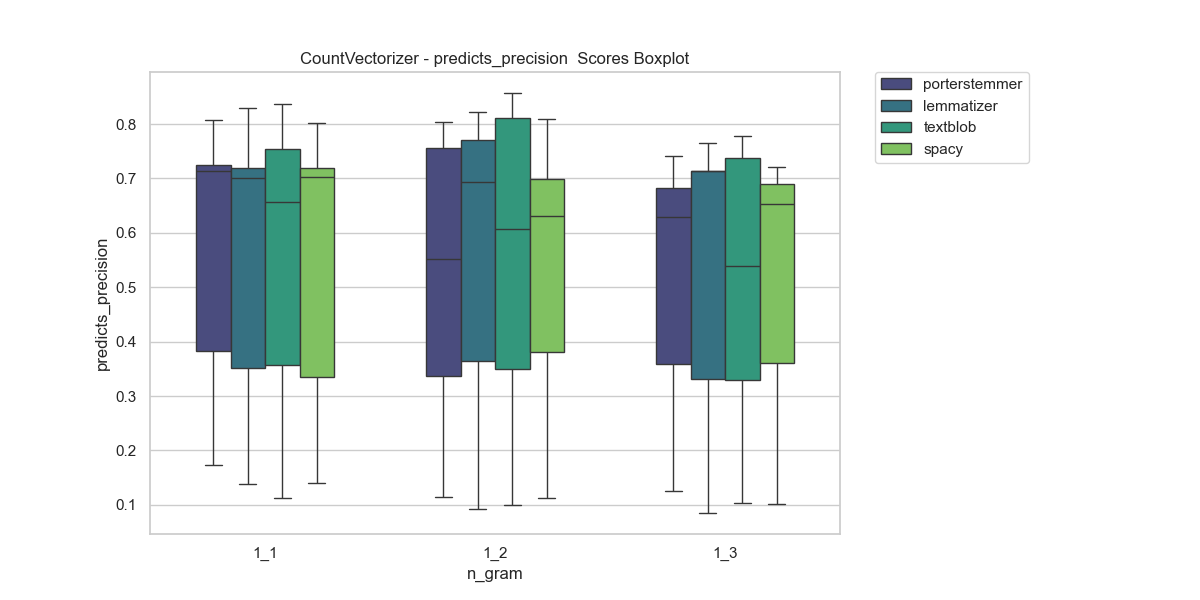 CountVectorizer - predicts_precision  Scores Boxplot
porterstemmer
lemmatizer
textblob
spacy
predicts_precision
0.8
0.7
0.6
0.5
0.4
0.3
0.2
0.1
1_1 1_2 1_3
n_gram